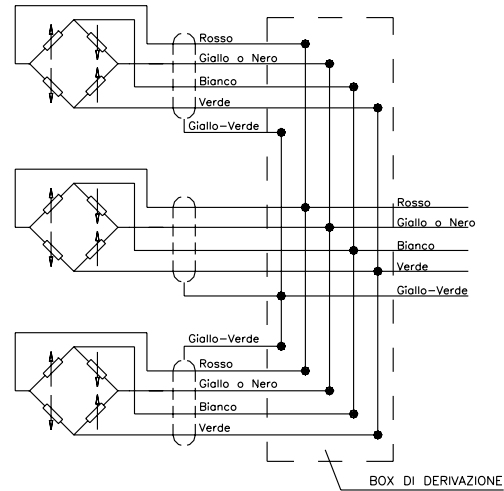 Rosso
Giallo o Nero
Bianco
Verde
Giallo-Verde
Rosso
Giallo o Nero
Bianco
Verde
Giallo-Verde
Giallo-Verde
Rosso
Giallo o Nero
Bianco
Verde
BOX DI DERIVAZIONE